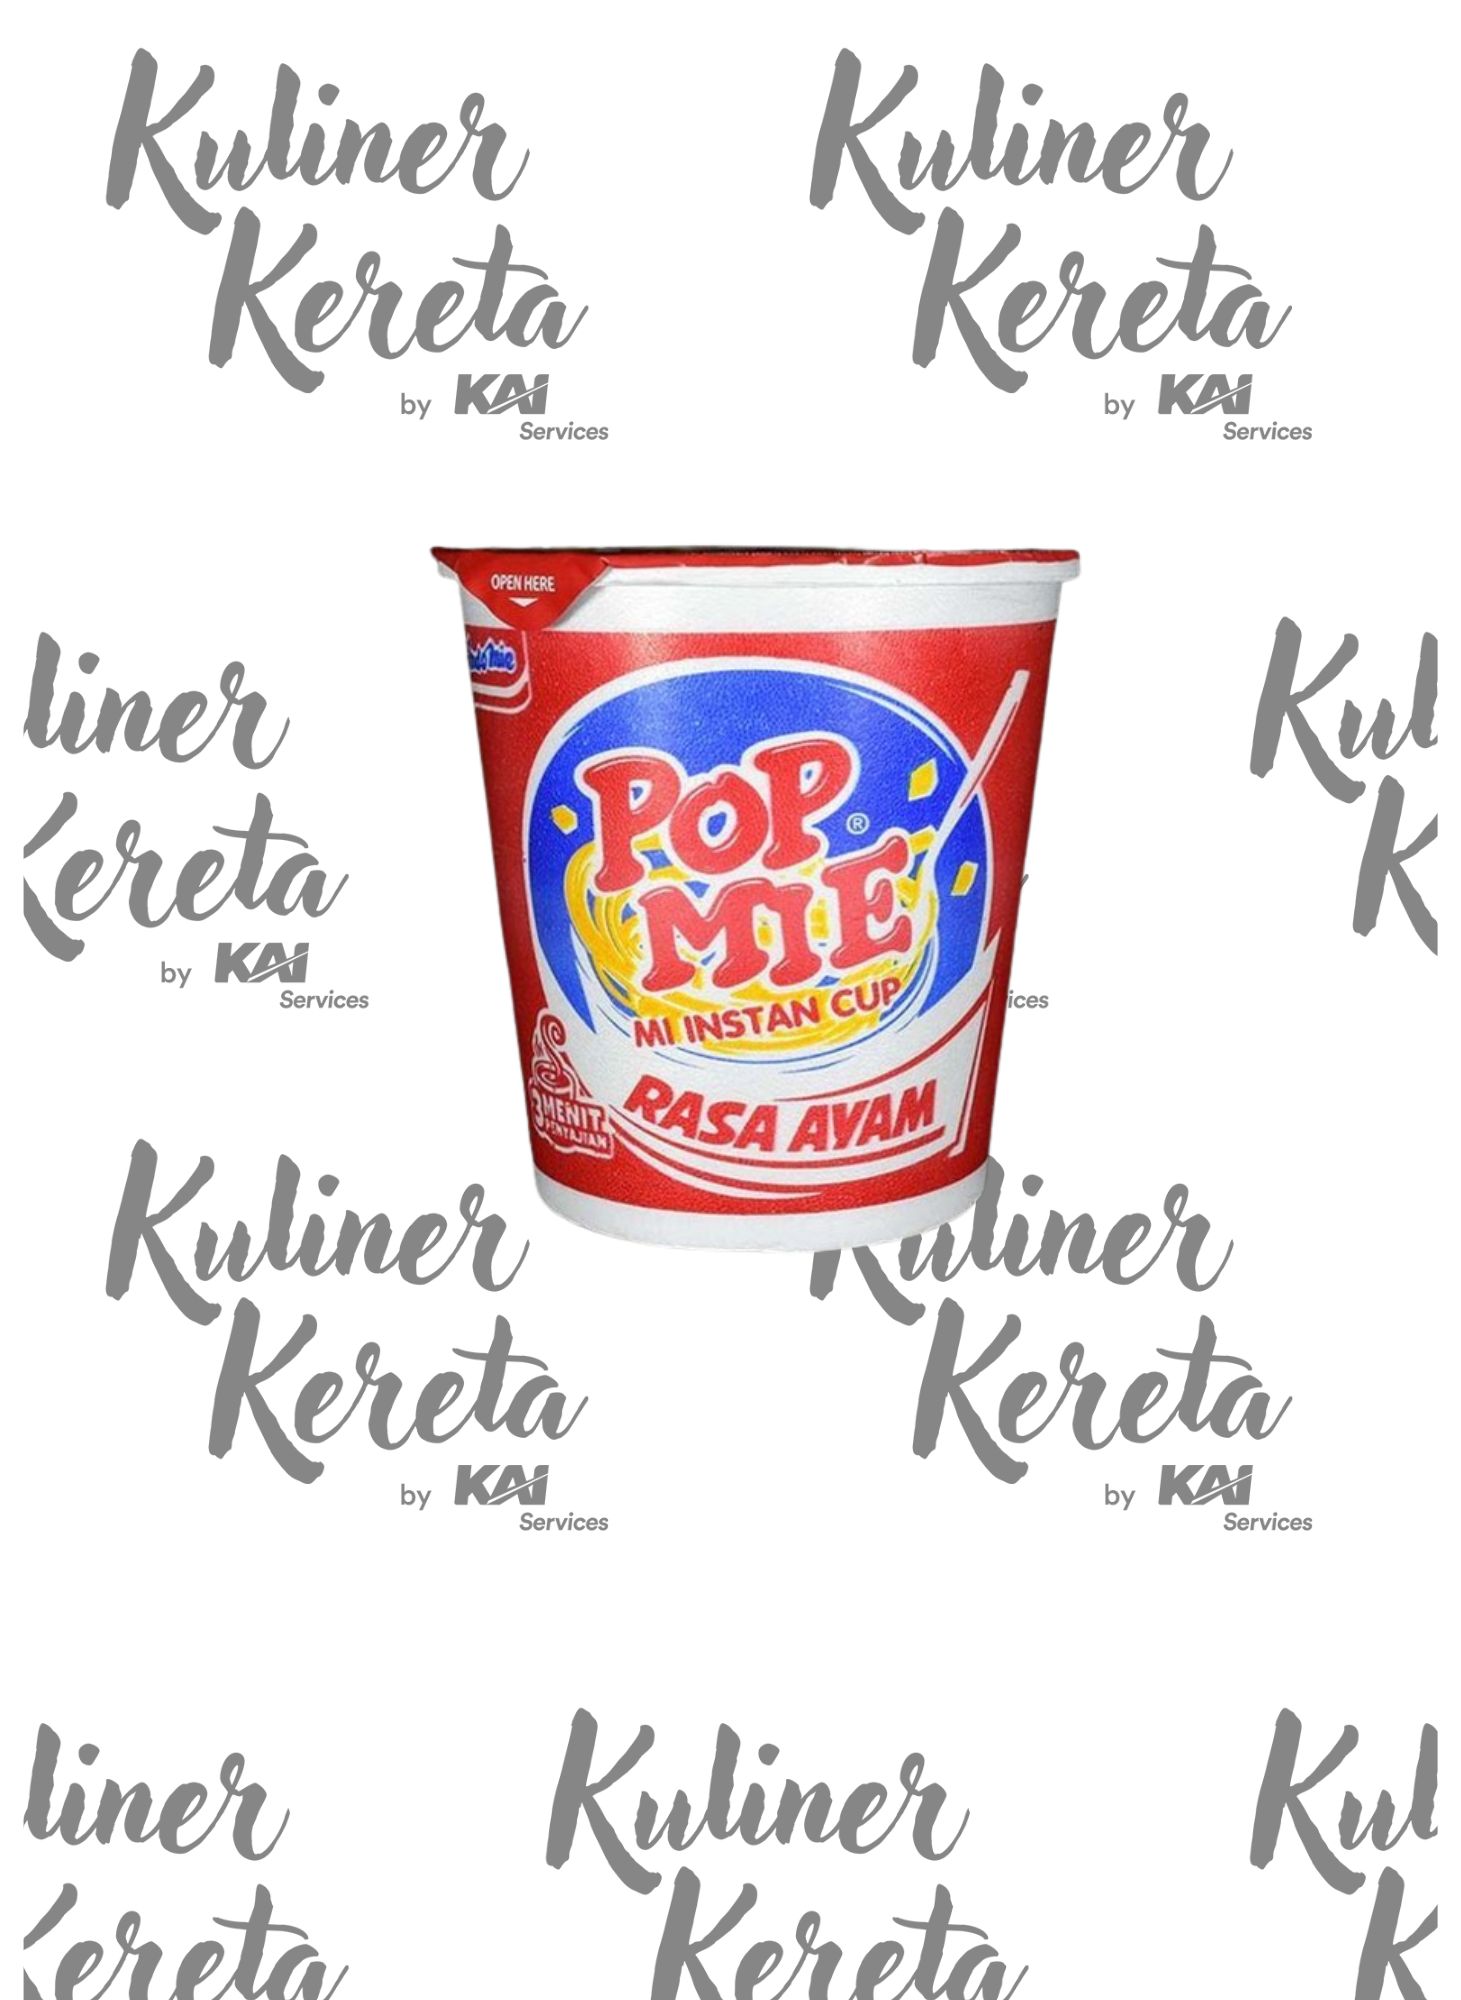 Kuliner
Kereta
by KAI
Services
Kuliner
Kereta
by KAI
Services
OPEN HERE
POP
MIE ®
MI INSTAN CUP
RASA AYAM
3 MENIT
PENYAJIAN
liner
ereta
by KAI
Services
ices
Kul
K
Kuliner
Kereta
by KAI
Services
Kuliner
Kereta
by KAI
Services
liner
ereta
Kuliner
Kereta
Kul
K